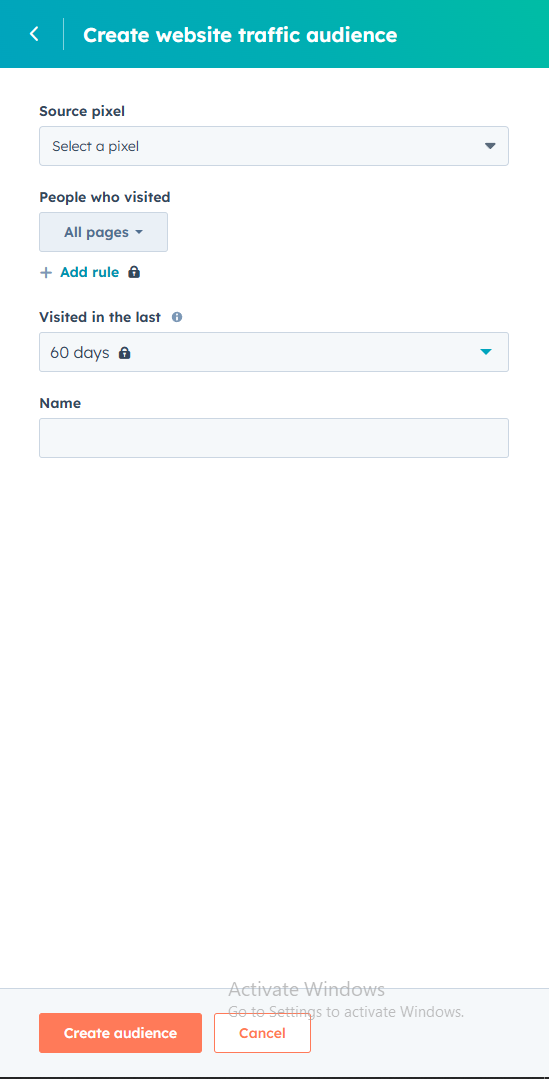 Create website traffic audience
Source pixel
Select a pixel
People who visited
All pages
+ Add rule
Visited in the last
60 days
Name
Activate Windows
Go to Settings to activate Windows.
Create audience
Cancel